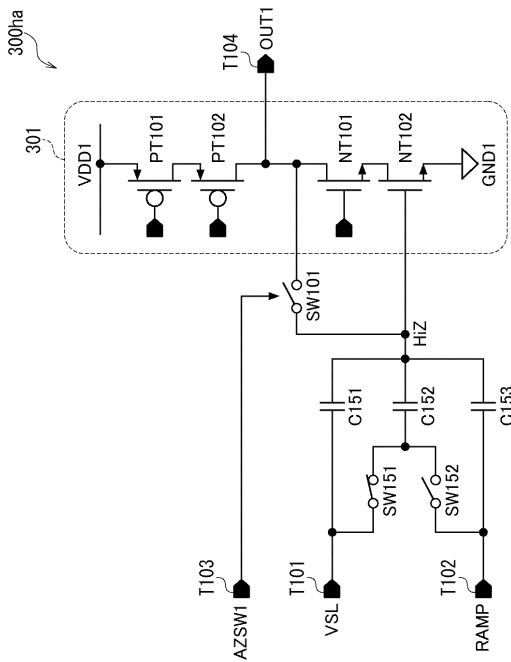 300ha
301
VDD1
PT101
PT102
T104
OUT1
NT101
NT102
GND1
SW101
HiZ
C151
C152
C153
SW151
SW152
T103
AZSW1
T101
VSL
T102
RAMP